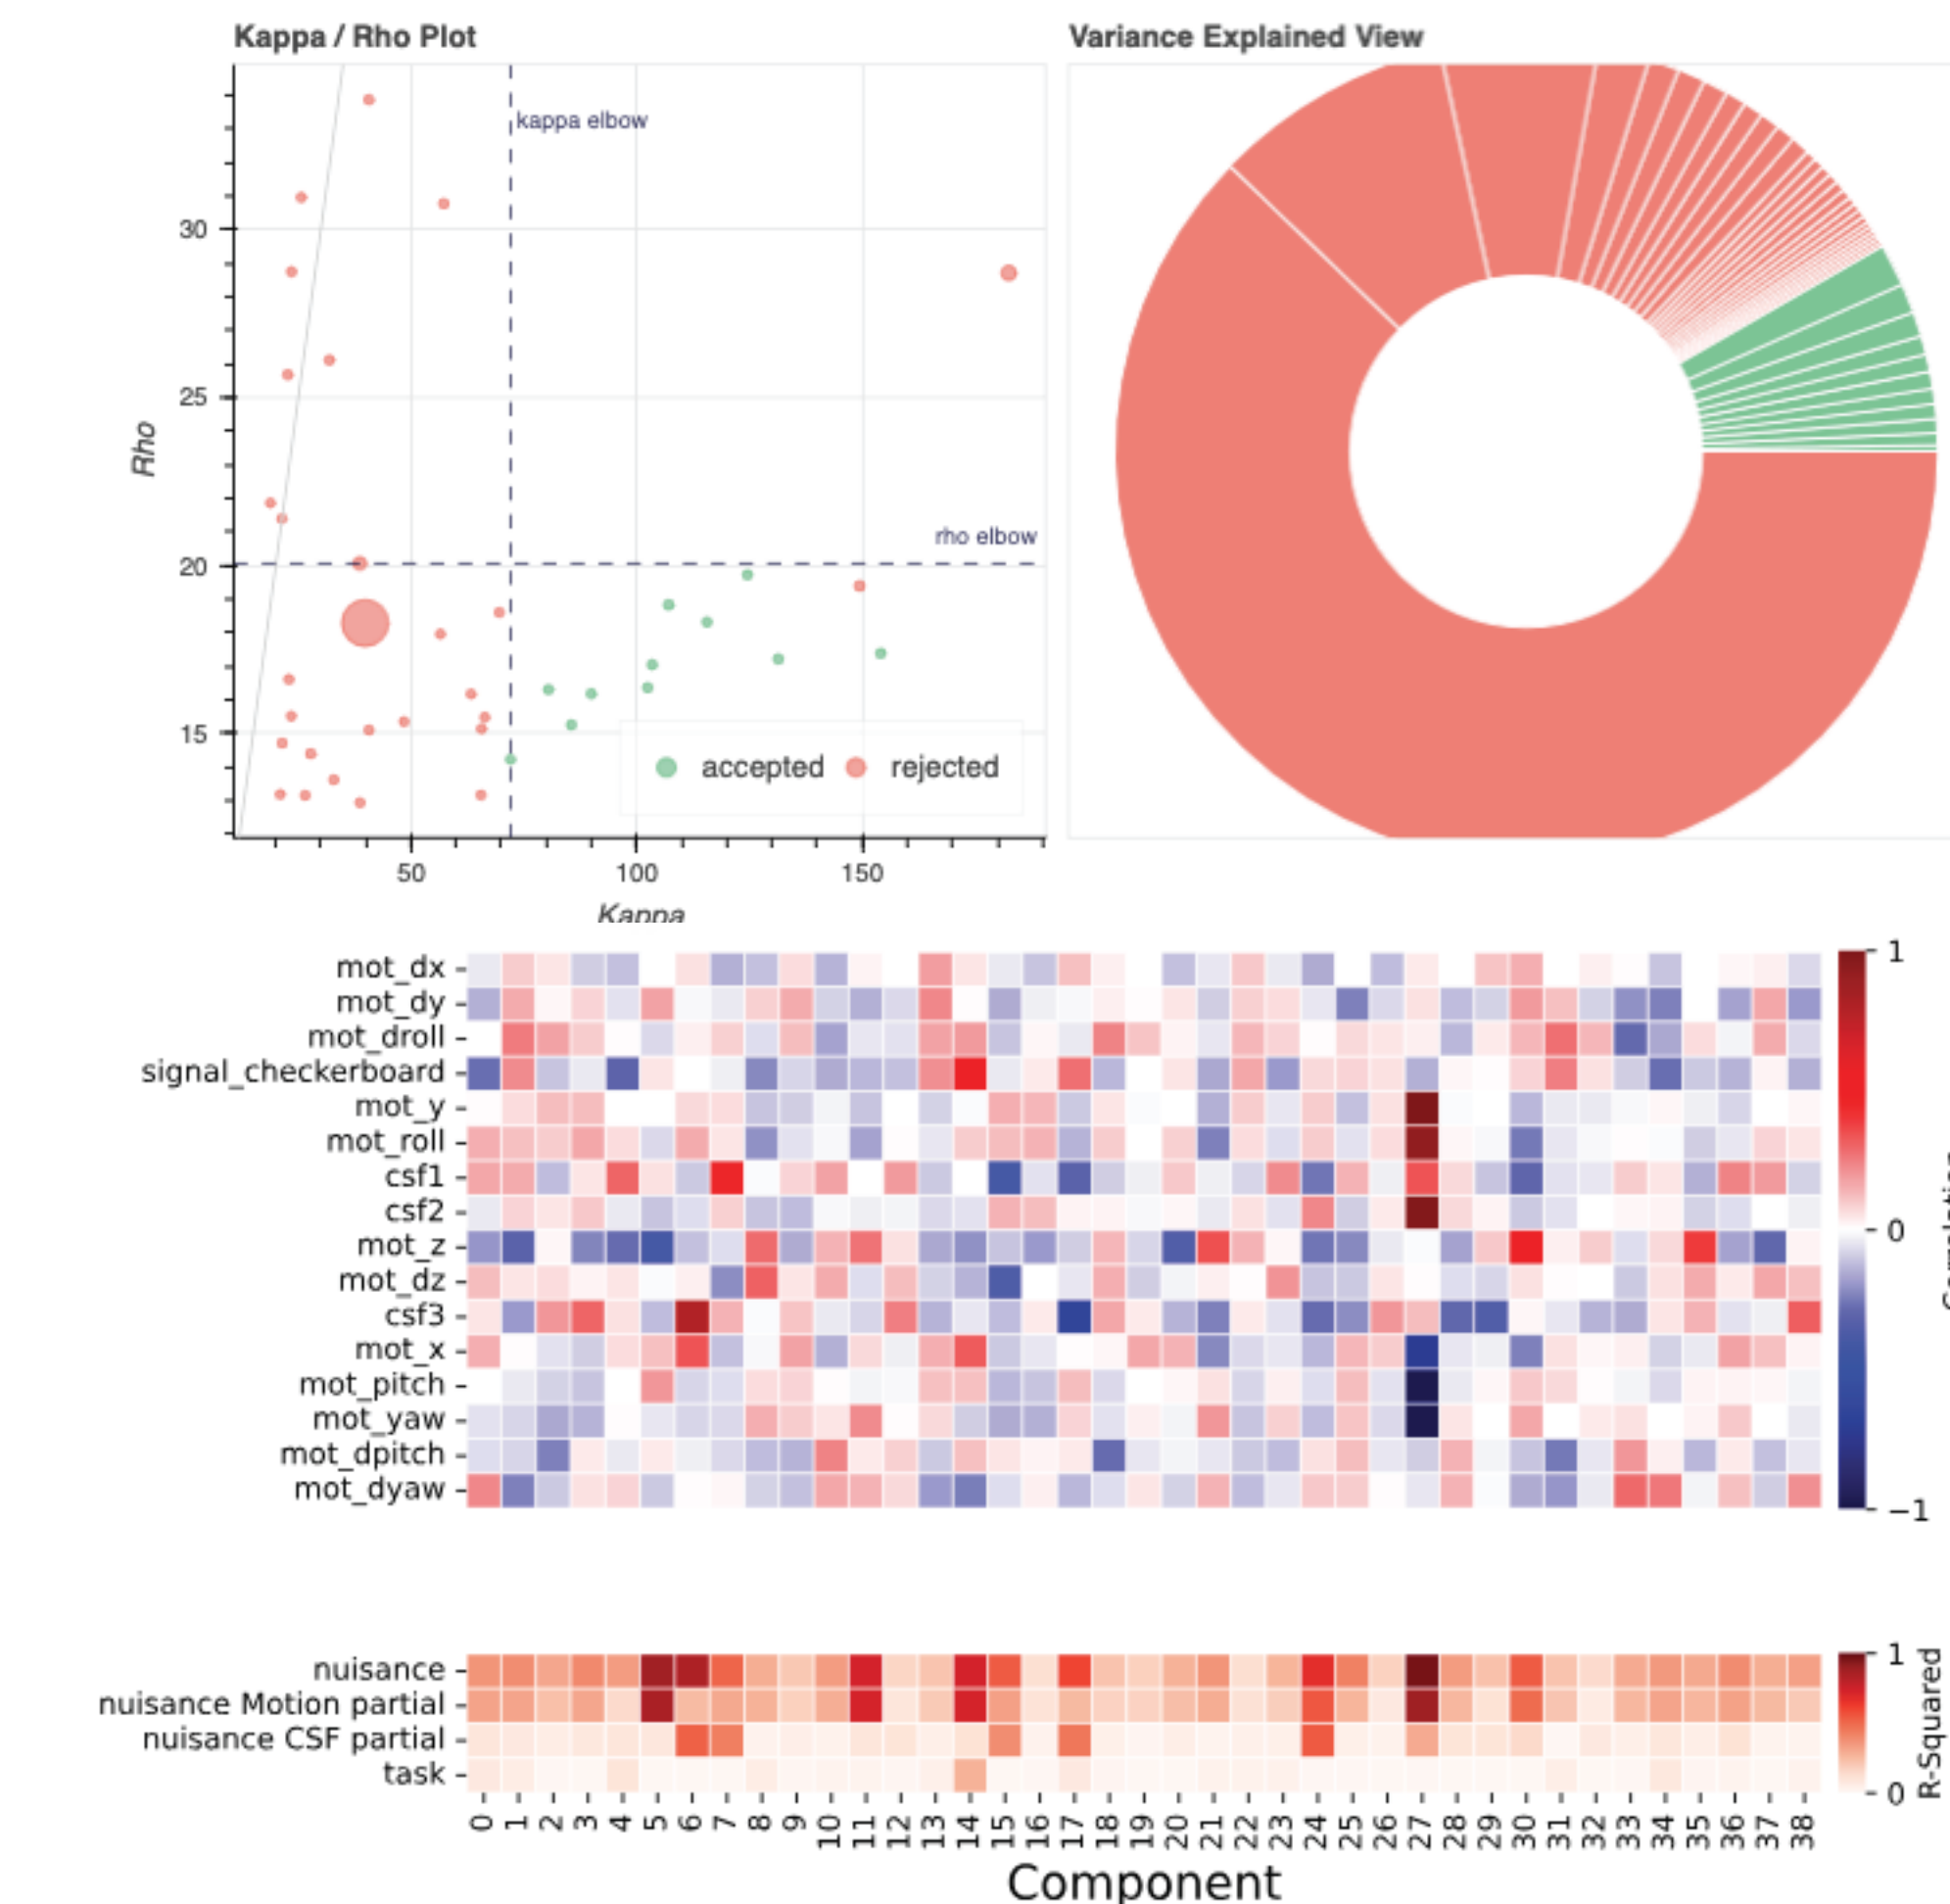 Kappa / Rho Plot
Variance Explained View
kappa elbow
30
25
Rho
rho elbow
20
15
accepted
rejected
50
100
150
Kappa
mot_dx
mot_dy
mot_droll
signal_checkerboard
mot_y
mot_roll
csf1
csf2
mot_z
mot_dz
csf3
mot_x
mot_pitch
mot_yaw
mot_dpitch
mot_dyaw
1
0
−1
nuisance
nuisance Motion partial
nuisance CSF partial
task
1
0
R-Squared
0 1 2 3 4 5 6 7 8 9 10 11 12 13 14 15 16 17 18 19 20 21 22 23 24 25 26 27 28 29 30 31 32 33 34 35 36 37 38
Component